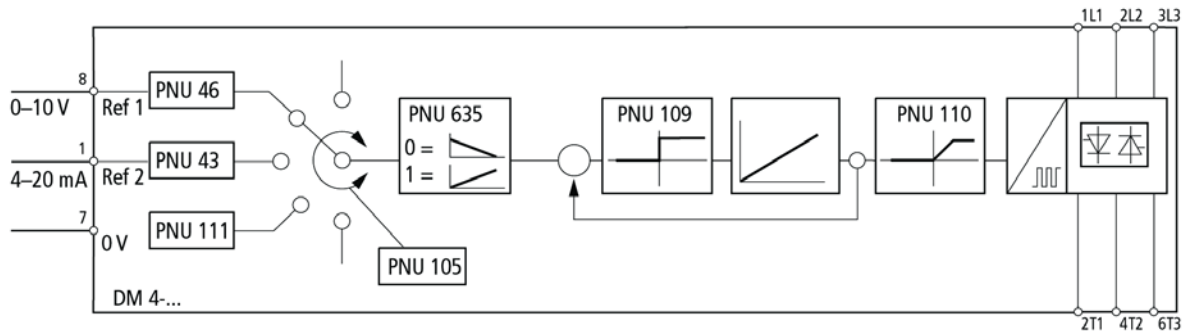 1L1 2L2 3L3
8
0–10 V
Ref 1
PNU 46
1
4–20 mA
Ref 2
PNU 43
7
0 V
PNU 111
PNU 105
PNU 635
0 =
1 =
PNU 109
PNU 110
DM 4-...
2T1 4T2 6T3